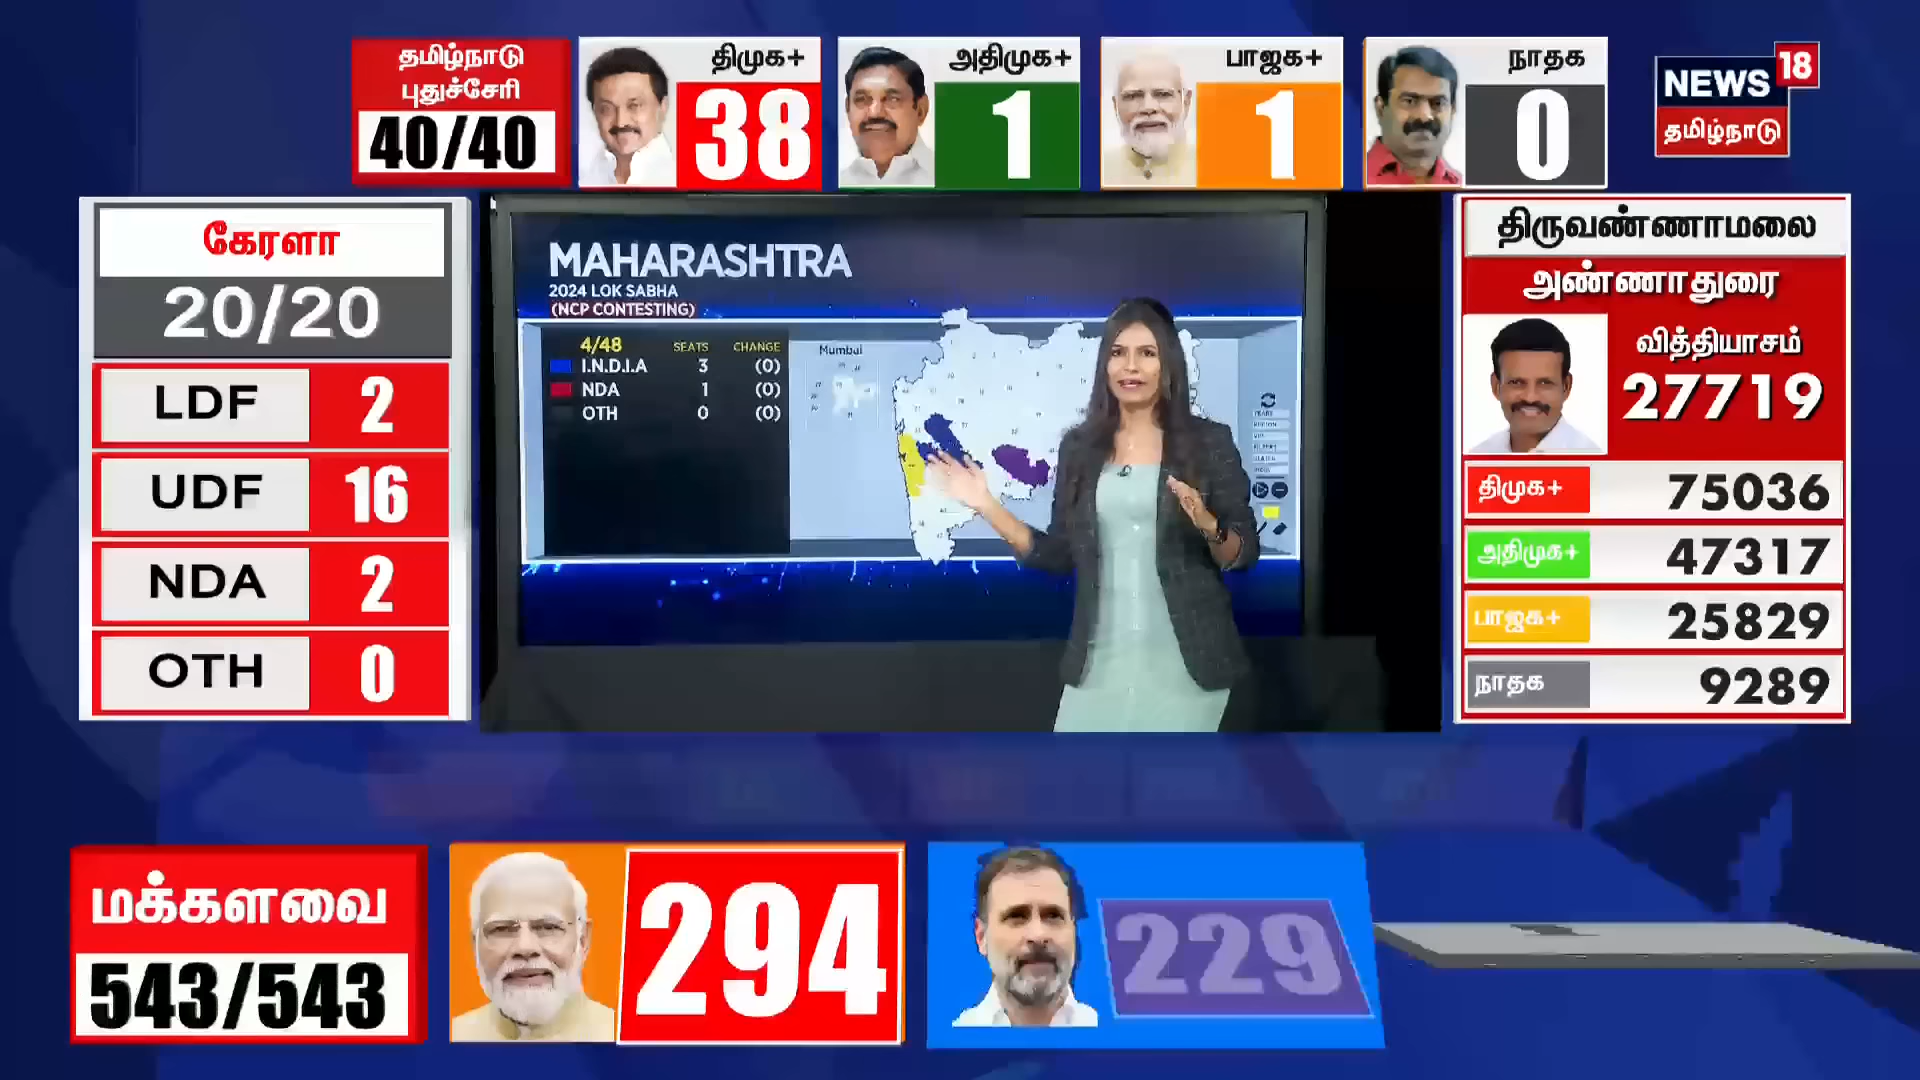 தமிழ்நாடு
புதுச்சேரி
40/40
திமுக+
38
அதிமுக+
1
பாஜக+
1
நாதக
0
NEWS 18
தமிழ்நாடு
கேரளா
20/20
LDF 2
UDF 16
NDA 2
OTH 0
MAHARASHTRA
2024 LOK SABHA
(NCP CONTESTING)
4/48 SEATS CHANGE
I.N.D.I.A 3 (0)
NDA 1 (0)
OTH 0 (0)
Mumbai
திருவண்ணாமலை
அண்ணாதுரை
வித்தியாசம்
27719
திமுக+ 75036
அதிமுக+ 47317
பாஜக+ 25829
நாதக 9289
மக்களவை
543/543
294
229